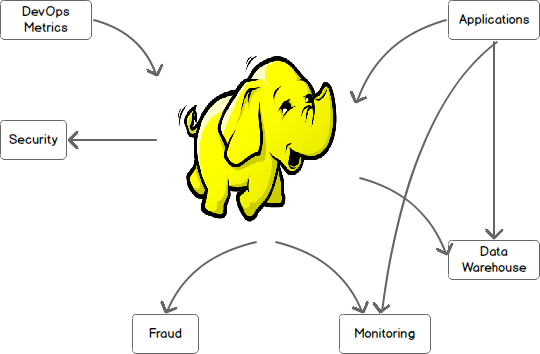 DevOps
Metrics
Applications
Security
Data
Warehouse
Fraud
Monitoring